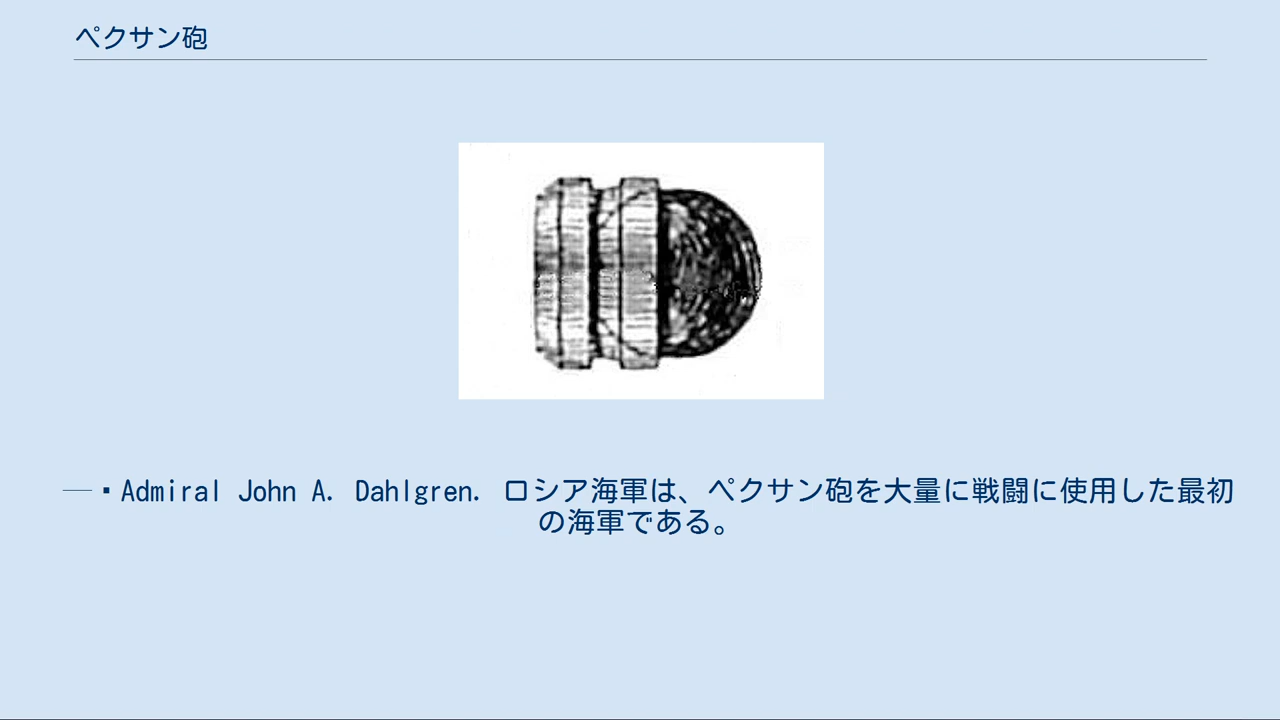 ペクサン砲
― ▪ Admiral John A. Dahlgren. ロシア海軍は、ペクサン砲を大量に戦闘に使用した最初
の海軍である。